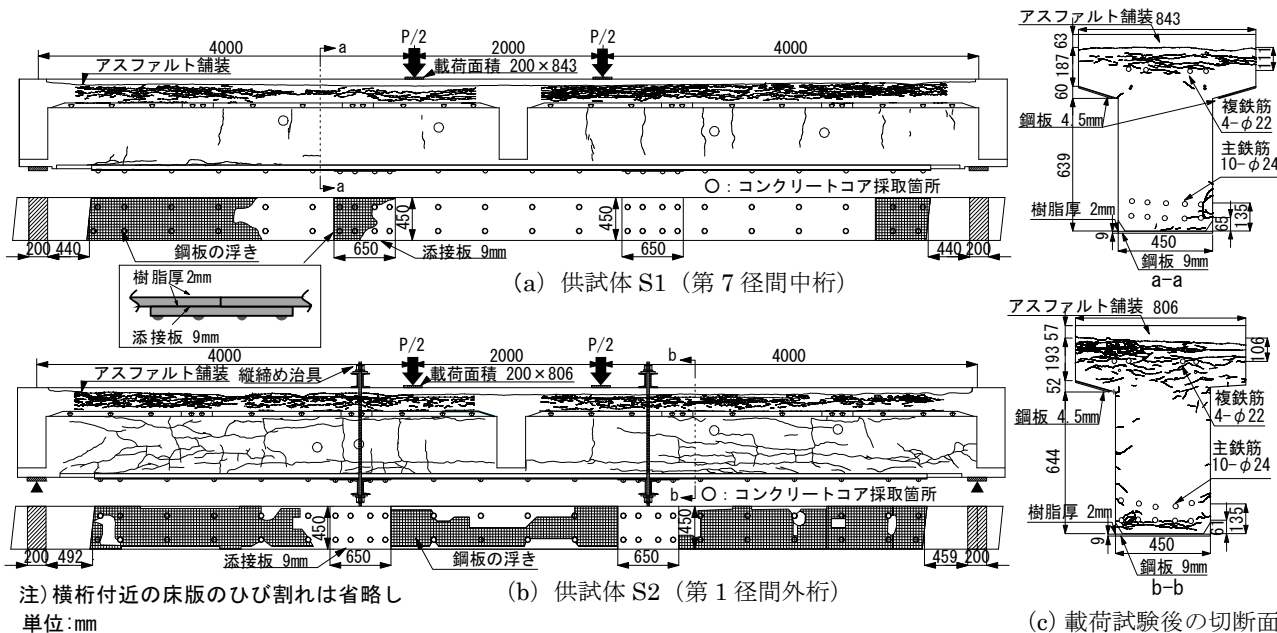 P/2
P/2
4000
a
2000
4000
アスファルト舗装
載荷面積 200×843
a
○：コンクリートコア採取箇所
450
450
200
440
鋼板の浮き
650
添接板 9mm
650
440
200
(a) 供試体 S1（第 7 径間中桁）
樹脂厚2mm
添接板 9mm
アスファルト舗装
843
63
187
60
639
111
複鉄筋
4-φ22
鋼板 4.5mm
主鉄筋
10-φ24
樹脂厚 2mm
65
135
9
450
鋼板 9mm
a-a
P/2
P/2
4000
2000
b
4000
アスファルト舗装
縦締め治具
載荷面積 200×806
b
○：コンクリートコア採取箇所
450
450
200
492
添接板 9mm
650
鋼板の浮き
650
459
200
(b) 供試体 S2（第 1 径間外桁）
アスファルト舗装
806
57
193
52
644
106
複鉄筋
4-φ22
鋼板 4.5mm
主鉄筋
10-φ24
樹脂厚 2mm
135
9
450
鋼板 9mm
b-b
注)横桁付近の床版のひび割れは省略し
単位:mm
(c) 載荷試験後の切断面